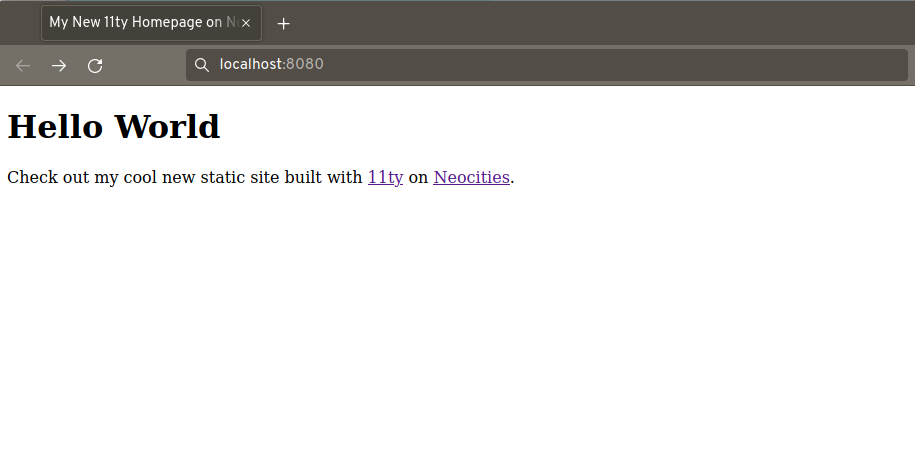 My New 11ty Homepage on
localhost:8080
Hello World
Check out my cool new static site built with 11ty on Neocities.